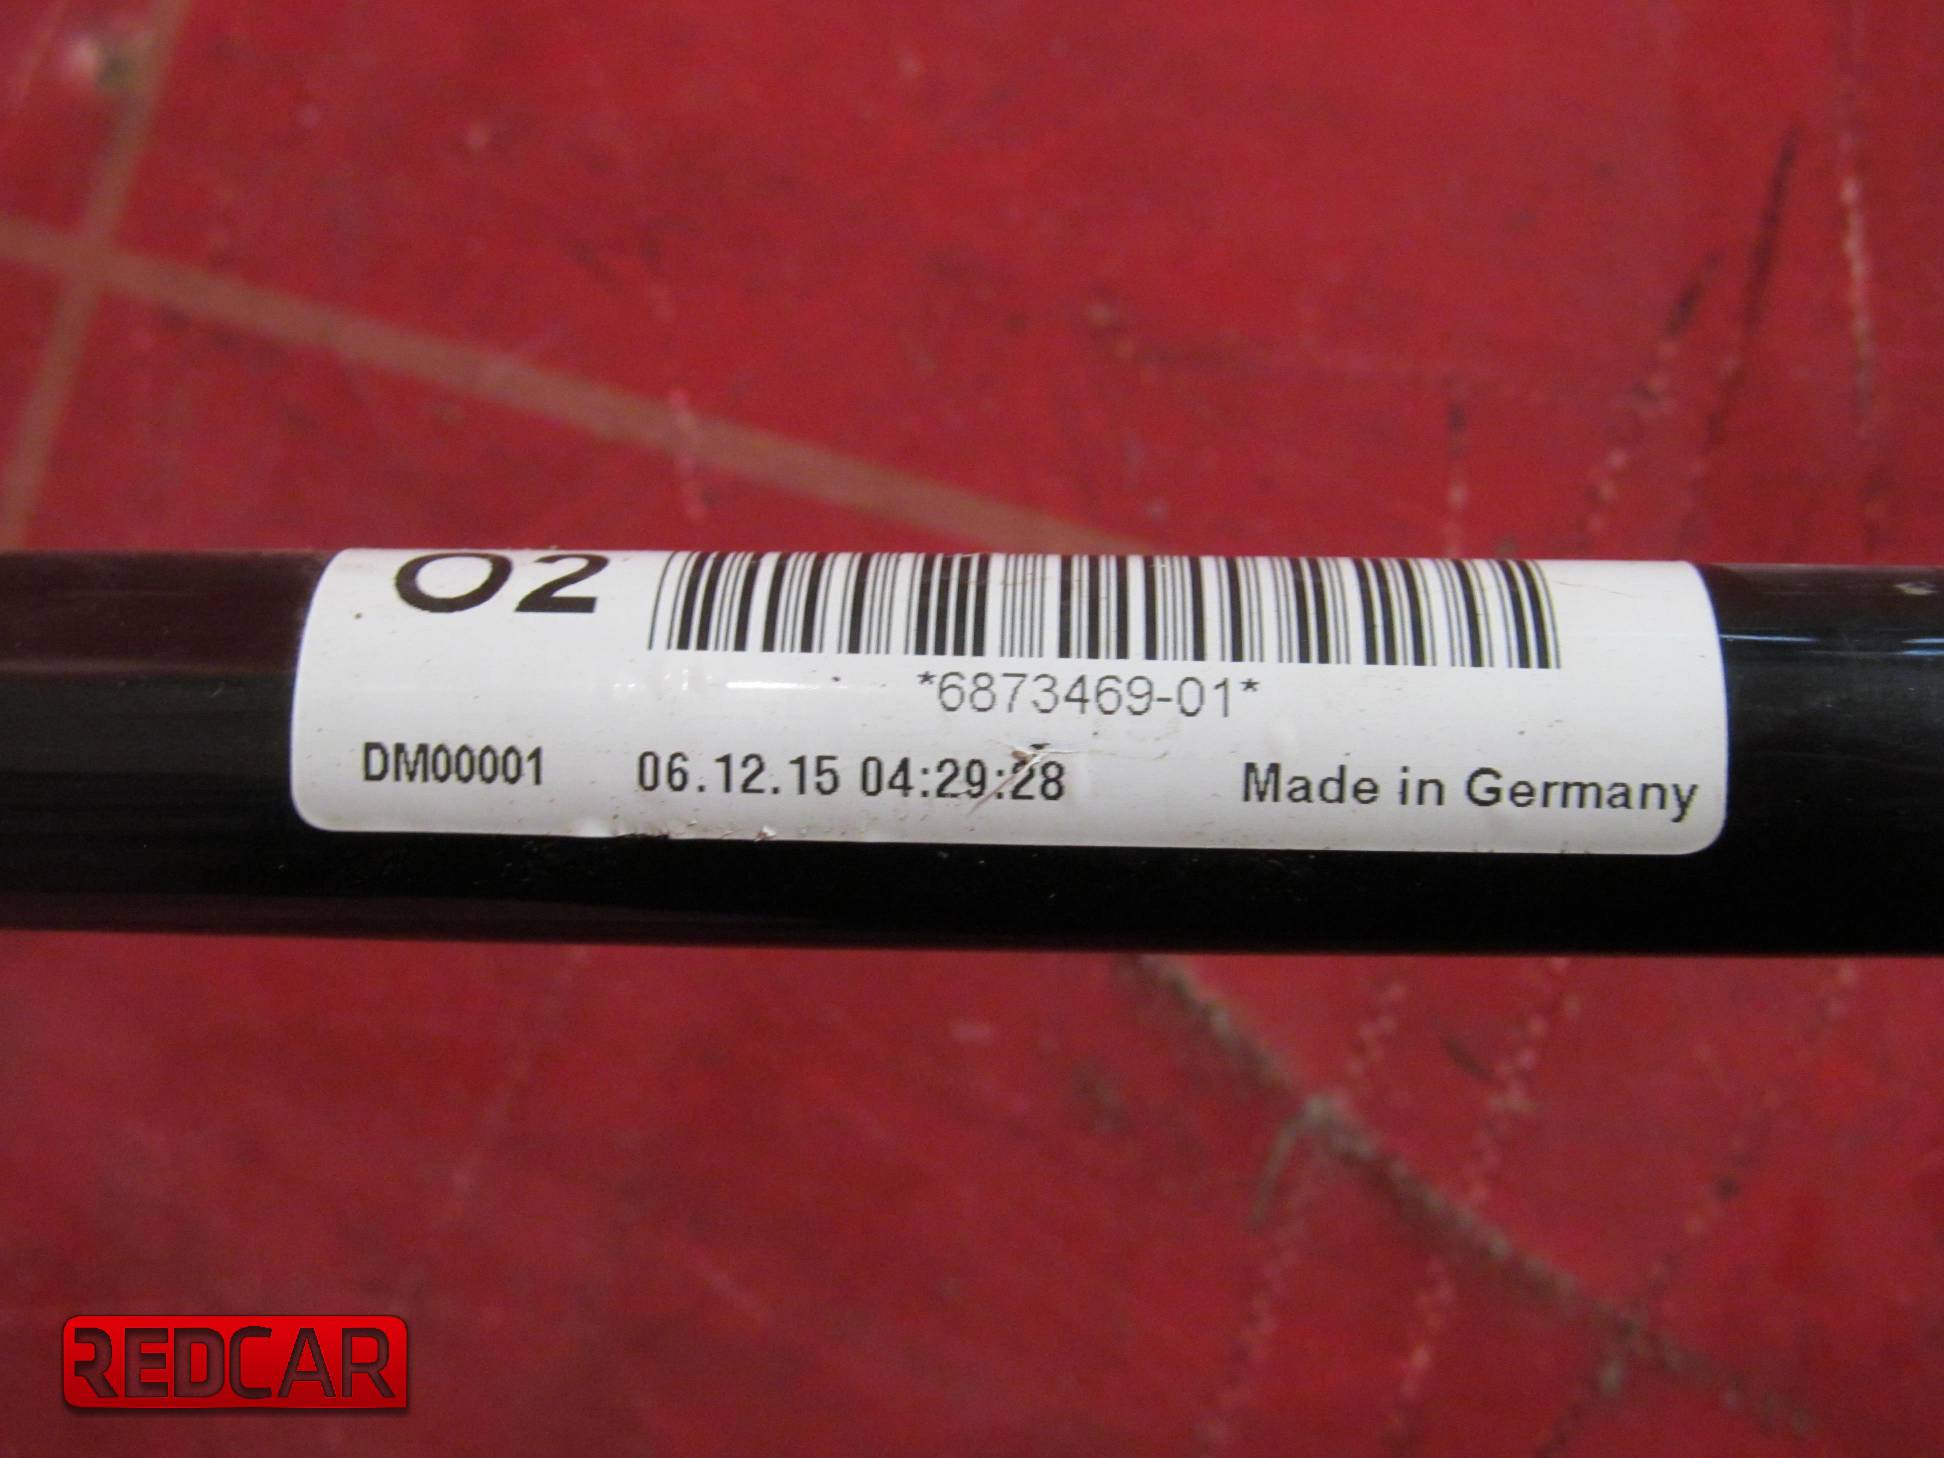 O2
*6873469-01*
DM00001 06.12.15 04:29:28 Made in Germany
REDCAR